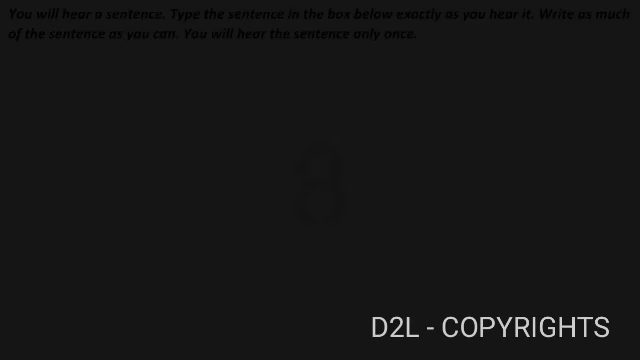 You will hear a sentence. Type the sentence in the box below exactly as you hear it. Write as much
of the sentence as you can. You will hear the sentence only once.
8
D2L - COPYRIGHTS